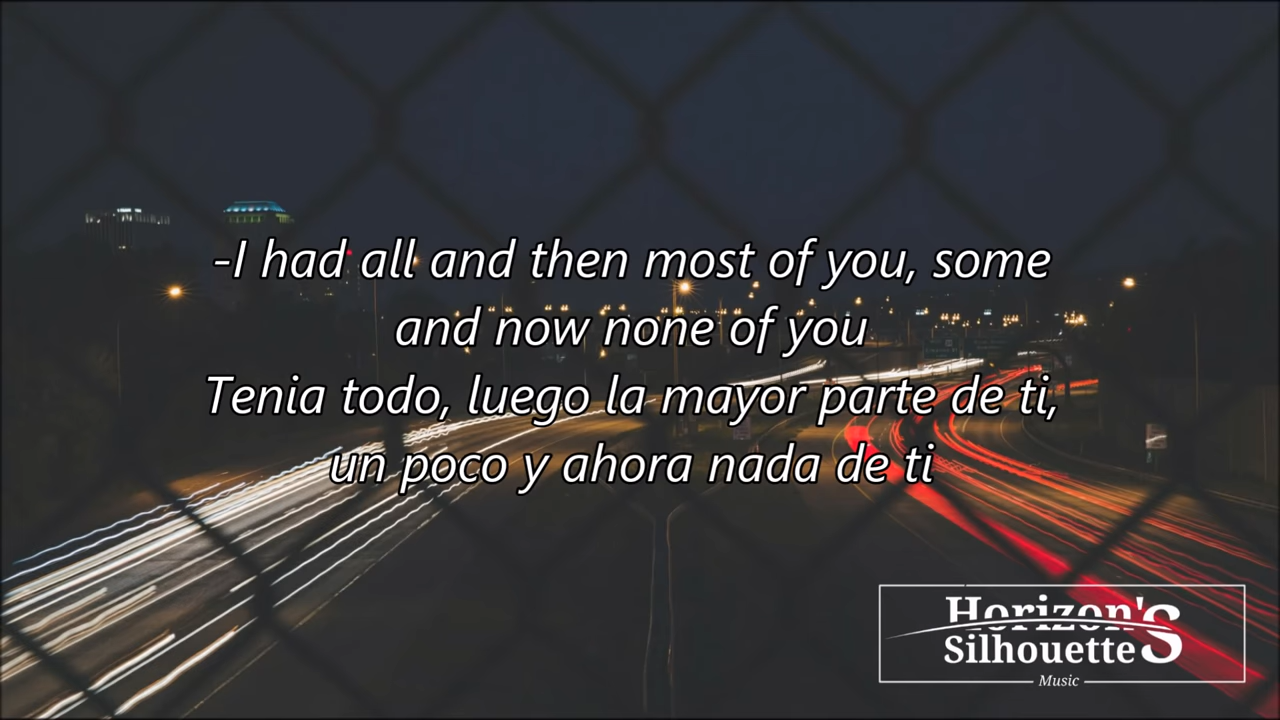 -I had all and then most of you, some
and now none of you
Tenia todo, luego la mayor parte de ti,
un poco y ahora nada de ti
Horizon'S
Silhouette
Music